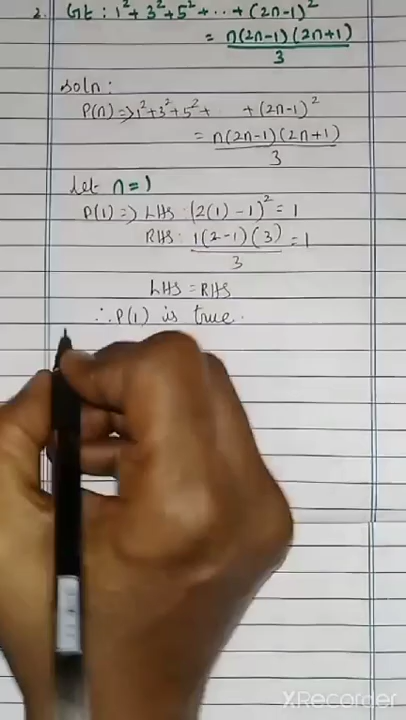 2. Gt : 1² + 3² + 5² + . . + (2n-1)²
= n(2n-1)(2n+1)
3
Soln :
P(n) => 1² + 3² + 5² + . + (2n-1)²
= n(2n-1)(2n+1)
3
Let n = 1
P(1) => LHS : (2(1) - 1)² = 1
RHS : 1(2-1)(3) = 1
3
LHS = RHS
∴ P(1) is true.
XRecorder